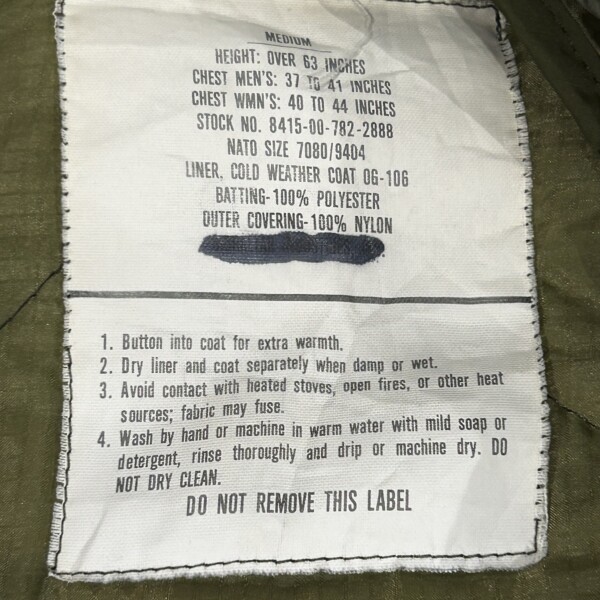 MEDIUM
HEIGHT: OVER 63 INCHES
CHEST MEN'S: 37 TO 41 INCHES
CHEST WMN'S: 40 TO 44 INCHES
STOCK NO. 8415-00-782-2888
NATO SIZE 7080/9404
LINER, COLD WEATHER COAT OG-106
BATTING-100% POLYESTER
OUTER COVERING-100% NYLON
1. Button into coat for extra warmth.
2. Dry liner and coat separately when damp or wet.
3. Avoid contact with heated stoves, open fires, or other heat
sources; fabric may fuse.
4. Wash by hand or machine in warm water with mild soap or
detergent, rinse thoroughly and drip or machine dry. DO
NOT DRY CLEAN.
DO NOT REMOVE THIS LABEL